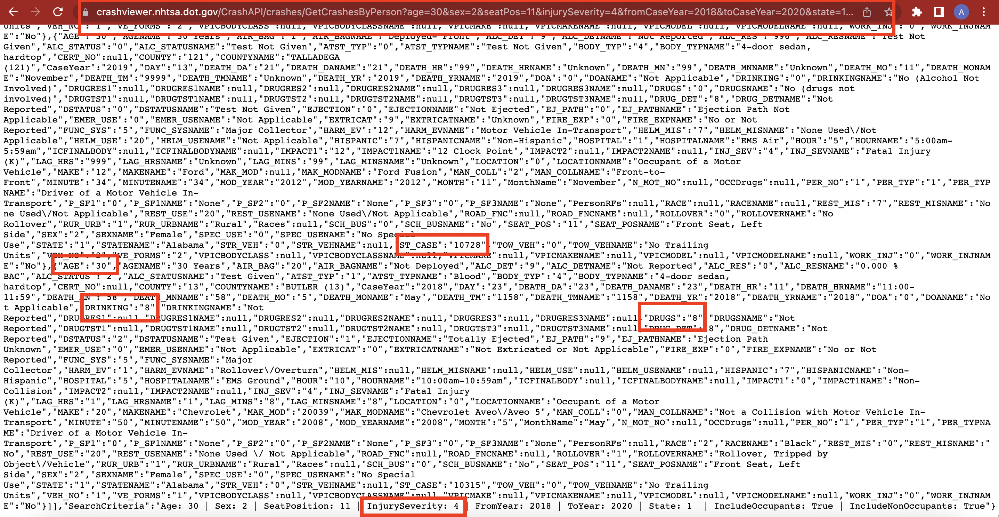 crashviewer.nhtsa.dot.gov/CrashAPI/crashes/GetCrashesByPerson?age=30&sex=2&seatPos=11&injurySeverity=4&fromCaseYear=2018&toCaseYear=2020&state=1... A
Units","VEH_NO":"1","VE_FORMS":"2","VPICBODYCLASS":null,"VPICBODYCLASSNAME":null,"VPICMAKE":null,"VPICMAKENAME":null,"VPICMODEL":null,"VPICMODELNAME":null,"WORK_INJ":"0","WORK_INJNAM
E":"No"},{"AGE":"30","AGENAME":"30 Years","AIR_BAG":"1","AIR_BAGNAME":"Deployed- Front","ALC_DET":"9","ALC_DETNAME":"Not Reported","ALC_RES":"996","ALC_RESNAME":"Test Not
Given","ALC_STATUS":"0","ALC_STATUSNAME":"Test Not Given","ATST_TYP":"0","ATST_TYPNAME":"Test Not Given","BODY_TYP":"4","BODY_TYPNAME":"4-door sedan,
hardtop","CERT_NO":null,"COUNTY":"121","COUNTYNAME":"TALLADEGA
(121)","CaseYear":"2019","DAY":"13","DEATH_DA":"21","DEATH_DANAME":"21","DEATH_HR":"99","DEATH_HRNAME":"Unknown","DEATH_MN":"99","DEATH_MNNAME":"Unknown","DEATH_MO":"11","DEATH_MONAM
E":"November","DEATH_TM":"9999","DEATH_TMNAME":"Unknown","DEATH_YR":"2019","DEATH_YRNAME":"2019","DOA":"0","DOANAME":"Not Applicable","DRINKING":"0","DRINKINGNAME":"No (Alcohol Not
Involved)","DRUGRES1":null,"DRUGRES1NAME":null,"DRUGRES2":null,"DRUGRES2NAME":null,"DRUGRES3":null,"DRUGRES3NAME":null,"DRUGS":"0","DRUGSNAME":"No (drugs not
involved)","DRUGTST1":null,"DRUGTST1NAME":null,"DRUGTST2":null,"DRUGTST2NAME":null,"DRUGTST3":null,"DRUGTST3NAME":null,"DRUG_DET":"8","DRUG_DETNAME":"Not
Reported","DSTATUS":"0","DSTATUSNAME":"Test Not Given","EJECTION":"0","EJECTIONNAME":"Not Ejected","EJ_PATH":"0","EJ_PATHNAME":"Ejection Path Not
Applicable","EMER_USE":"0","EMER_USENAME":"Not Applicable","EXTRICAT":"9","EXTRICATNAME":"Unknown","FIRE_EXP":"0","FIRE_EXPNAME":"No or Not
Reported","FUNC_SYS":"5","FUNC_SYSNAME":"Major Collector","HARM_EV":"12","HARM_EVNAME":"Motor Vehicle In-Transport","HELM_MIS":"7","HELM_MISNAME":"None Used\/Not
Applicable","HELM_USE":"20","HELM_USENAME":"Not Applicable","HISPANIC":"7","HISPANICNAME":"Non-Hispanic","HOSPITAL":"1","HOSPITALNAME":"EMS Air","HOUR":"5","HOURNAME":"5:00am-
5:59am","ICFINALBODY":null,"ICFINALBODYNAME":null,"IMPACT1":"12","IMPACT1NAME":"12 Clock Point","IMPACT2":null,"IMPACT2NAME":null,"INJ_SEV":"4","INJ_SEVNAME":"Fatal Injury
(K)","LAG_HRS":"999","LAG_HRSNAME":"Unknown","LAG_MINS":"99","LAG_MINSNAME":"Unknown","LOCATION":"0","LOCATIONNAME":"Occupant of a Motor
Vehicle","MAKE":"12","MAKENAME":"Ford","MAK_MOD":null,"MAK_MODNAME":"Ford Fusion","MAN_COLL":"2","MAN_COLLNAME":"Front-to-
Front","MINUTE":"34","MINUTENAME":"34","MOD_YEAR":"2012","MOD_YEARNAME":"2012","MONTH":"11","MonthName":"November","N_MOT_NO":null,"OCCDrugs":null,"PER_NO":"1","PER_TYP":"1","PER_TYP
NAME":"Driver of a Motor Vehicle In-
Transport","P_SF1":"0","P_SF1NAME":"None","P_SF2":"0","P_SF2NAME":"None","P_SF3":"0","P_SF3NAME":"None","PersonRFs":null,"RACE":null,"RACENAME":null,"REST_MIS":"7","REST_MISNAME":"No
ne Used\/Not Applicable","REST_USE":"20","REST_USENAME":"None Used\/Not Applicable","ROAD_FNC":null,"ROAD_FNCNAME":null,"ROLLOVER":"0","ROLLOVERNAME":"No
Rollover","RUR_URB":"1","RUR_URBNAME":"Rural","Races":null,"SCH_BUS":"0","SCH_BUSNAME":"No","SEAT_POS":"11","SEAT_POSNAME":"Front Seat, Left
Side","SEX":"2","SEXNAME":"Female","SPEC_USE":"0","SPEC_USENAME":"No Special
Use","STATE":"1","STATENAME":"Alabama","STR_VEH":"0","STR_VEHNAME":null,"ST_CASE":"10728","TOW_VEH":"0","TOW_VEHNAME":"No Trailing
Units","VEH_NO":"2","VE_FORMS":"2","VPICBODYCLASS":null,"VPICBODYCLASSNAME":null,"VPICMAKE":null,"VPICMAKENAME":null,"VPICMODEL":null,"VPICMODELNAME":null,"WORK_INJ":"0","WORK_INJNAM
E":"No"},{"AGE":"30","AGENAME":"30 Years","AIR_BAG":"20","AIR_BAGNAME":"Not Deployed","ALC_DET":"9","ALC_DETNAME":"Not Reported","ALC_RES":"0","ALC_RESNAME":"0.000 %
BAC","ALC_STATUS":"2","ALC_STATUSNAME":"Test Given","ATST_TYP":"1","ATST_TYPNAME":"Blood","BODY_TYP":"4","BODY_TYPNAME":"4-door sedan,
hardtop","CERT_NO":null,"COUNTY":"13","COUNTYNAME":"BUTLER (13)","CaseYear":"2018","DAY":"23","DEATH_DA":"23","DEATH_DANAME":"23","DEATH_HR":"11","DEATH_HRNAME":"11:00-
11:59","DEATH_MN":"58","DEATH_MNNAME":"58","DEATH_MO":"5","DEATH_MONAME":"May","DEATH_TM":"1158","DEATH_TMNAME":"1158","DEATH_YR":"2018","DEATH_YRNAME":"2018","DOA":"0","DOANAME":"No
t Applicable","DRINKING":"8","DRINKINGNAME":"Not
Reported","DRUGRES1":null,"DRUGRES1NAME":null,"DRUGRES2":null,"DRUGRES2NAME":null,"DRUGRES3":null,"DRUGRES3NAME":null,"DRUGS":"8","DRUGSNAME":"Not
Reported","DRUGTST1":null,"DRUGTST1NAME":null,"DRUGTST2":null,"DRUGTST2NAME":null,"DRUGTST3":null,"DRUGTST3NAME":null,"DRUG_DET":"8","DRUG_DETNAME":"Not
Reported","DSTATUS":"2","DSTATUSNAME":"Test Given","EJECTION":"1","EJECTIONNAME":"Totally Ejected","EJ_PATH":"9","EJ_PATHNAME":"Ejection Path
Unknown","EMER_USE":"0","EMER_USENAME":"Not Applicable","EXTRICAT":"0","EXTRICATNAME":"Not Extricated or Not Applicable","FIRE_EXP":"0","FIRE_EXPNAME":"No or Not
Reported","FUNC_SYS":"5","FUNC_SYSNAME":"Major
Collector","HARM_EV":"1","HARM_EVNAME":"Rollover\/Overturn","HELM_MIS":null,"HELM_MISNAME":null,"HELM_USE":null,"HELM_USENAME":null,"HISPANIC":"7","HISPANICNAME":"Non-
Hispanic","HOSPITAL":"5","HOSPITALNAME":"EMS Ground","HOUR":"10","HOURNAME":"10:00am-10:59am","ICFINALBODY":null,"ICFINALBODYNAME":null,"IMPACT1":"0","IMPACT1NAME":"Non-
Collision","IMPACT2":null,"IMPACT2NAME":null,"INJ_SEV":"4","INJ_SEVNAME":"Fatal Injury
(K)","LAG_HRS":"1","LAG_HRSNAME":"1","LAG_MINS":"8","LAG_MINSNAME":"8","LOCATION":"0","LOCATIONNAME":"Occupant of a Motor
Vehicle","MAKE":"20","MAKENAME":"Chevrolet","MAK_MOD":"20039","MAK_MODNAME":"Chevrolet Aveo\/Aveo 5","MAN_COLL":"0","MAN_COLLNAME":"Not a Collision with Motor Vehicle In-
Transport","MINUTE":"50","MINUTENAME":"50","MOD_YEAR":"2008","MOD_YEARNAME":"2008","MONTH":"5","MonthName":"May","N_MOT_NO":null,"OCCDrugs":null,"PER_NO":"1","PER_TYP":"1","PER_TYPNA
ME":"Driver of a Motor Vehicle In-
Transport","P_SF1":"0","P_SF1NAME":"None","P_SF2":"0","P_SF2NAME":"None","P_SF3":"0","P_SF3NAME":"None","PersonRFs":null,"RACE":"2","RACENAME":"Black","REST_MIS":"0","REST_MISNAME":"
No","REST_USE":"20","REST_USENAME":"None Used \/ Not Applicable","ROAD_FNC":null,"ROAD_FNCNAME":null,"ROLLOVER":"1","ROLLOVERNAME":"Rollover, Tripped by
Object\/Vehicle","RUR_URB":"1","RUR_URBNAME":"Rural","Races":null,"SCH_BUS":"0","SCH_BUSNAME":"No","SEAT_POS":"11","SEAT_POSNAME":"Front Seat, Left
Side","SEX":"2","SEXNAME":"Female","SPEC_USE":"0","SPEC_USENAME":"No Special
Use","STATE":"1","STATENAME":"Alabama","STR_VEH":"0","STR_VEHNAME":null,"ST_CASE":"10315","TOW_VEH":"0","TOW_VEHNAME":"No Trailing
Units","VEH_NO":"1","VE_FORMS":"1","VPICBODYCLASS":null,"VPICBODYCLASSNAME":null,"VPICMAKE":null,"VPICMAKENAME":null,"VPICMODEL":null,"VPICMODELNAME":null,"WORK_INJ":"0","WORK_INJNAM
E":"No"}]],"SearchCriteria":"Age: 30 | Sex: 2 | SeatPosition: 11 | InjurySeverity: 4 | FromYear: 2018 | ToYear: 2020 | State: 1 | IncludeOccupants: True | IncludeNonOccupants: True"}